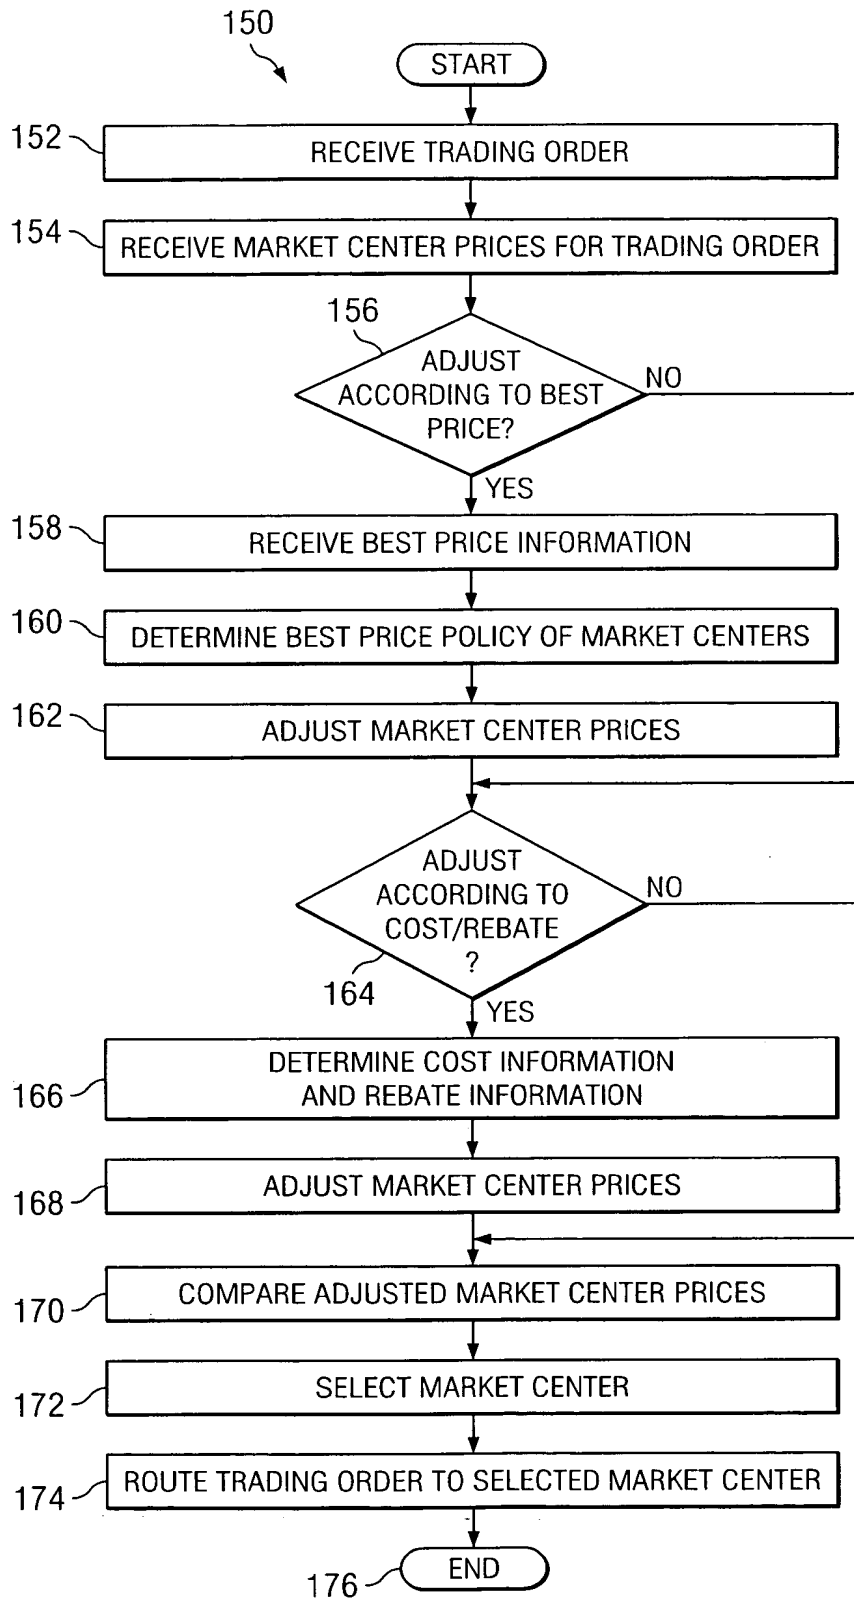 150
START
152
RECEIVE TRADING ORDER
154
RECEIVE MARKET CENTER PRICES FOR TRADING ORDER
156
ADJUST
ACCORDING TO BEST
PRICE?
NO
YES
158
RECEIVE BEST PRICE INFORMATION
160
DETERMINE BEST PRICE POLICY OF MARKET CENTERS
162
ADJUST MARKET CENTER PRICES
ADJUST
ACCORDING TO
COST/REBATE
?
NO
164
YES
DETERMINE COST INFORMATION
AND REBATE INFORMATION
166
ADJUST MARKET CENTER PRICES
168
COMPARE ADJUSTED MARKET CENTER PRICES
170
SELECT MARKET CENTER
172
ROUTE TRADING ORDER TO SELECTED MARKET CENTER
174
END
176